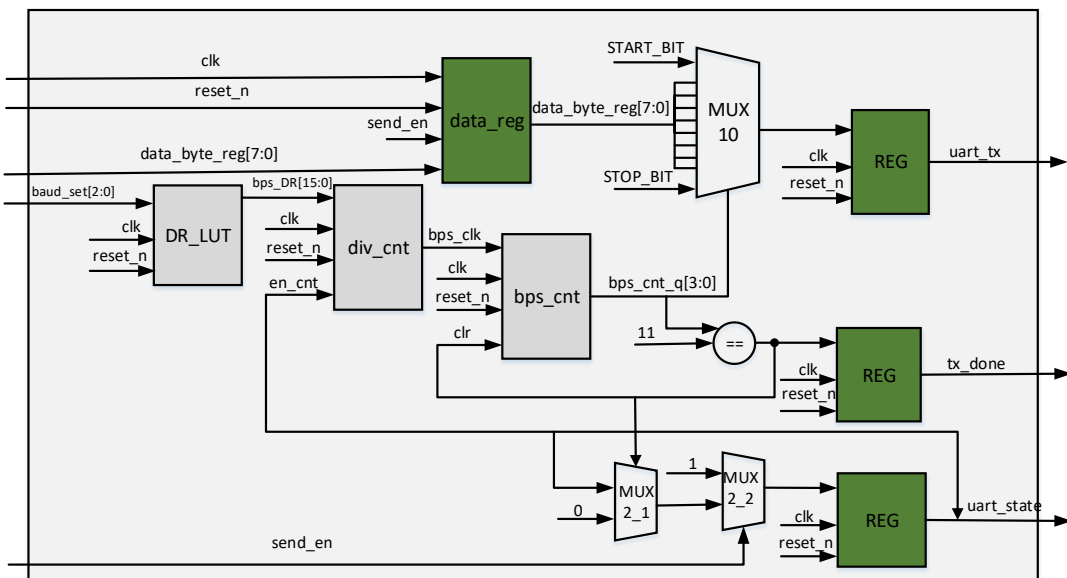 clk
reset_n
send_en
data_byte_reg[7:0]
data_reg
data_byte_reg[7:0]
START_BIT
STOP_BIT
MUX
10
clk
reset_n
REG
uart_tx
baud_set[2:0]
clk
reset_n
DR_LUT
bps_DR[15:0]
clk
reset_n
en_cnt
div_cnt
bps_clk
clk
reset_n
clr
bps_cnt
bps_cnt_q[3:0]
11
==
clk
reset_n
REG
tx_done
0
MUX
2_1
1
MUX
2_2
clk
reset_n
REG
uart_state
send_en